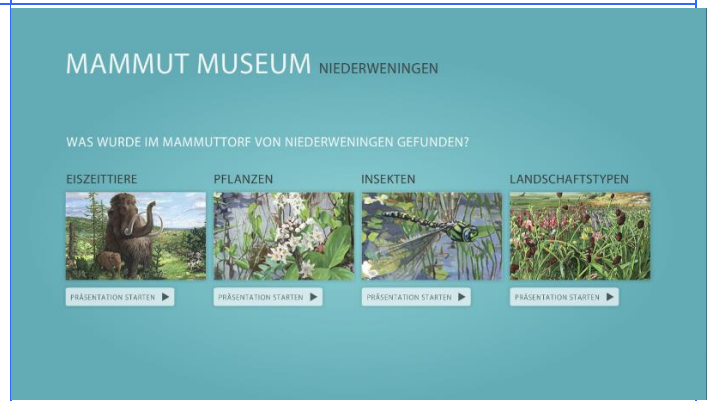 MAMMUT MUSEUM NIEDERWENINGEN
WAS WURDE IM MAMMUTTORF VON NIEDERWENINGEN GEFUNDEN?
EISZEITTIERE
PFLANZEN
INSEKTEN
LANDSCHAFTSTYPEN
PRÄSENTATION STARTEN
PRÄSENTATION STARTEN
PRÄSENTATION STARTEN
PRÄSENTATION STARTEN